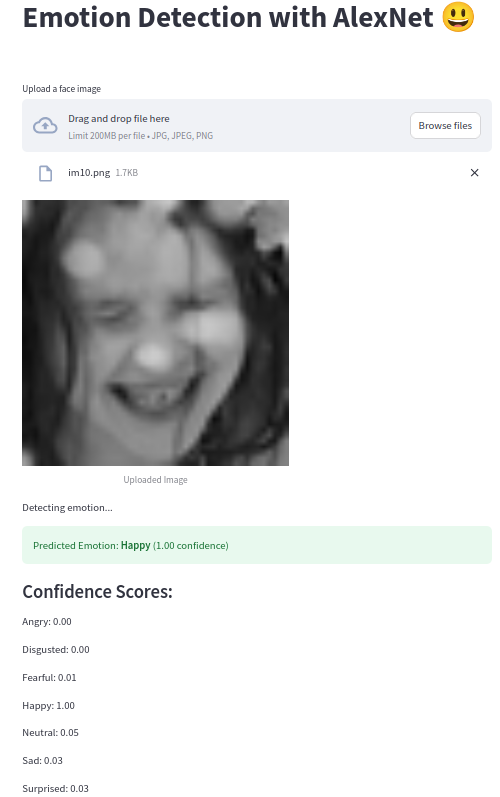 Emotion Detection with AlexNet 😃
Upload a face image
Drag and drop file here
Limit 200MB per file • JPG, JPEG, PNG
Browse files
im10.png 1.7KB
Uploaded Image
Detecting emotion...
Predicted Emotion: Happy (1.00 confidence)
Confidence Scores:
Angry: 0.00
Disgusted: 0.00
Fearful: 0.01
Happy: 1.00
Neutral: 0.05
Sad: 0.03
Surprised: 0.03